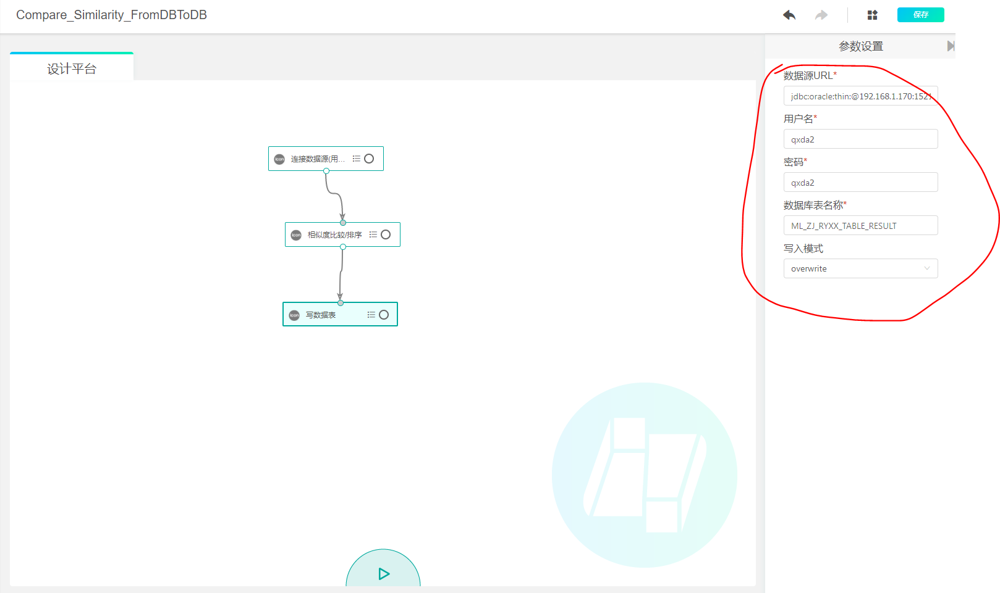 Compare_Similarity_FromDBToDB
保存
设计平台
参数设置
数据源URL*
jdbc:oracle:thin:@192.168.1.170:1521
用户名*
qxda2
密码*
qxda2
数据库表名称*
ML_ZJ_RYXX_TABLE_RESULT
写入模式
overwrite
icon 连接数据源(用...
icon 相似度比较/排序
icon 写数据表